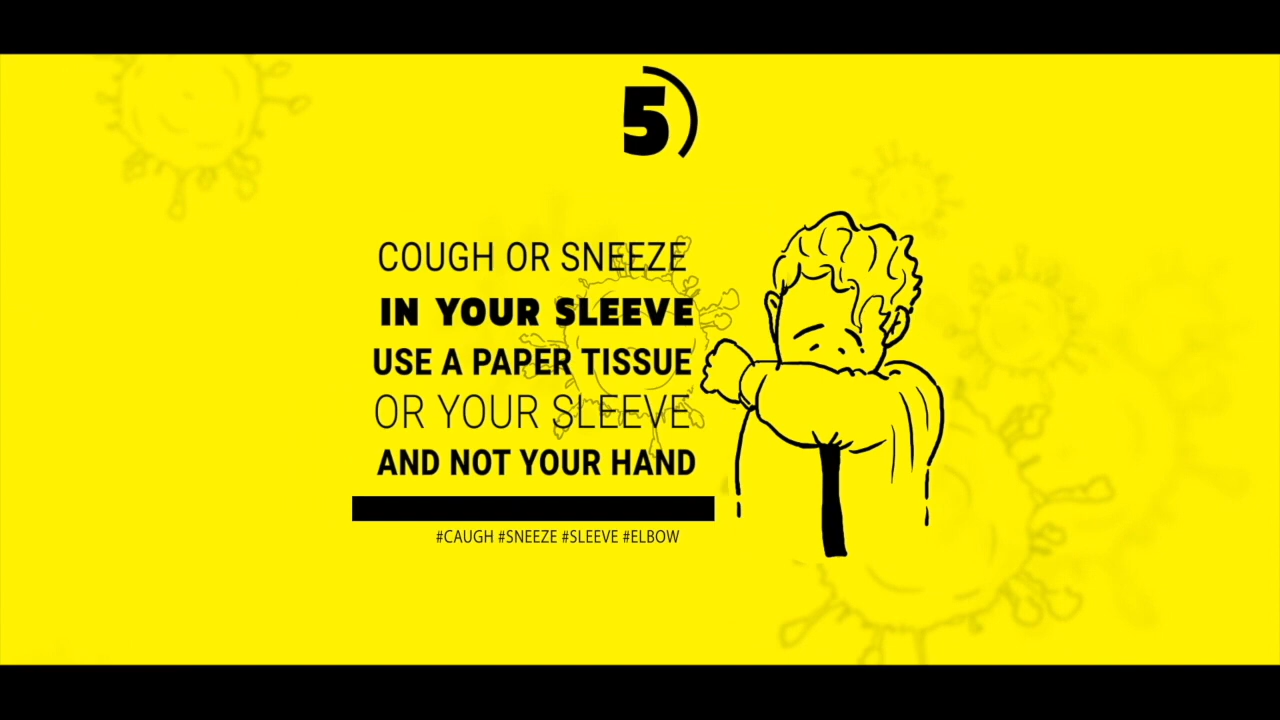 5
COUGH OR SNEEZE
IN YOUR SLEEVE
USE A PAPER TISSUE
OR YOUR SLEEVE
AND NOT YOUR HAND
#CAUGH #SNEEZE #SLEEVE #ELBOW